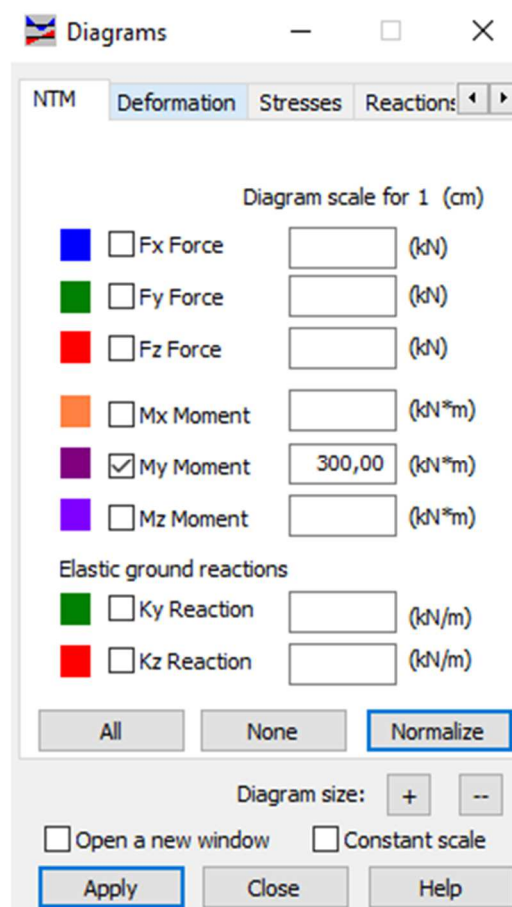 Diagrams
NTM Deformation Stresses Reactions
Diagram scale for 1 (cm)
Fx Force (kN)
Fy Force (kN)
Fz Force (kN)
Mx Moment (kN*m)
My Moment 300,00 (kN*m)
Mz Moment (kN*m)
Elastic ground reactions
Ky Reaction (kN/m)
Kz Reaction (kN/m)
All None Normalize
Diagram size: + --
Open a new window Constant scale
Apply Close Help